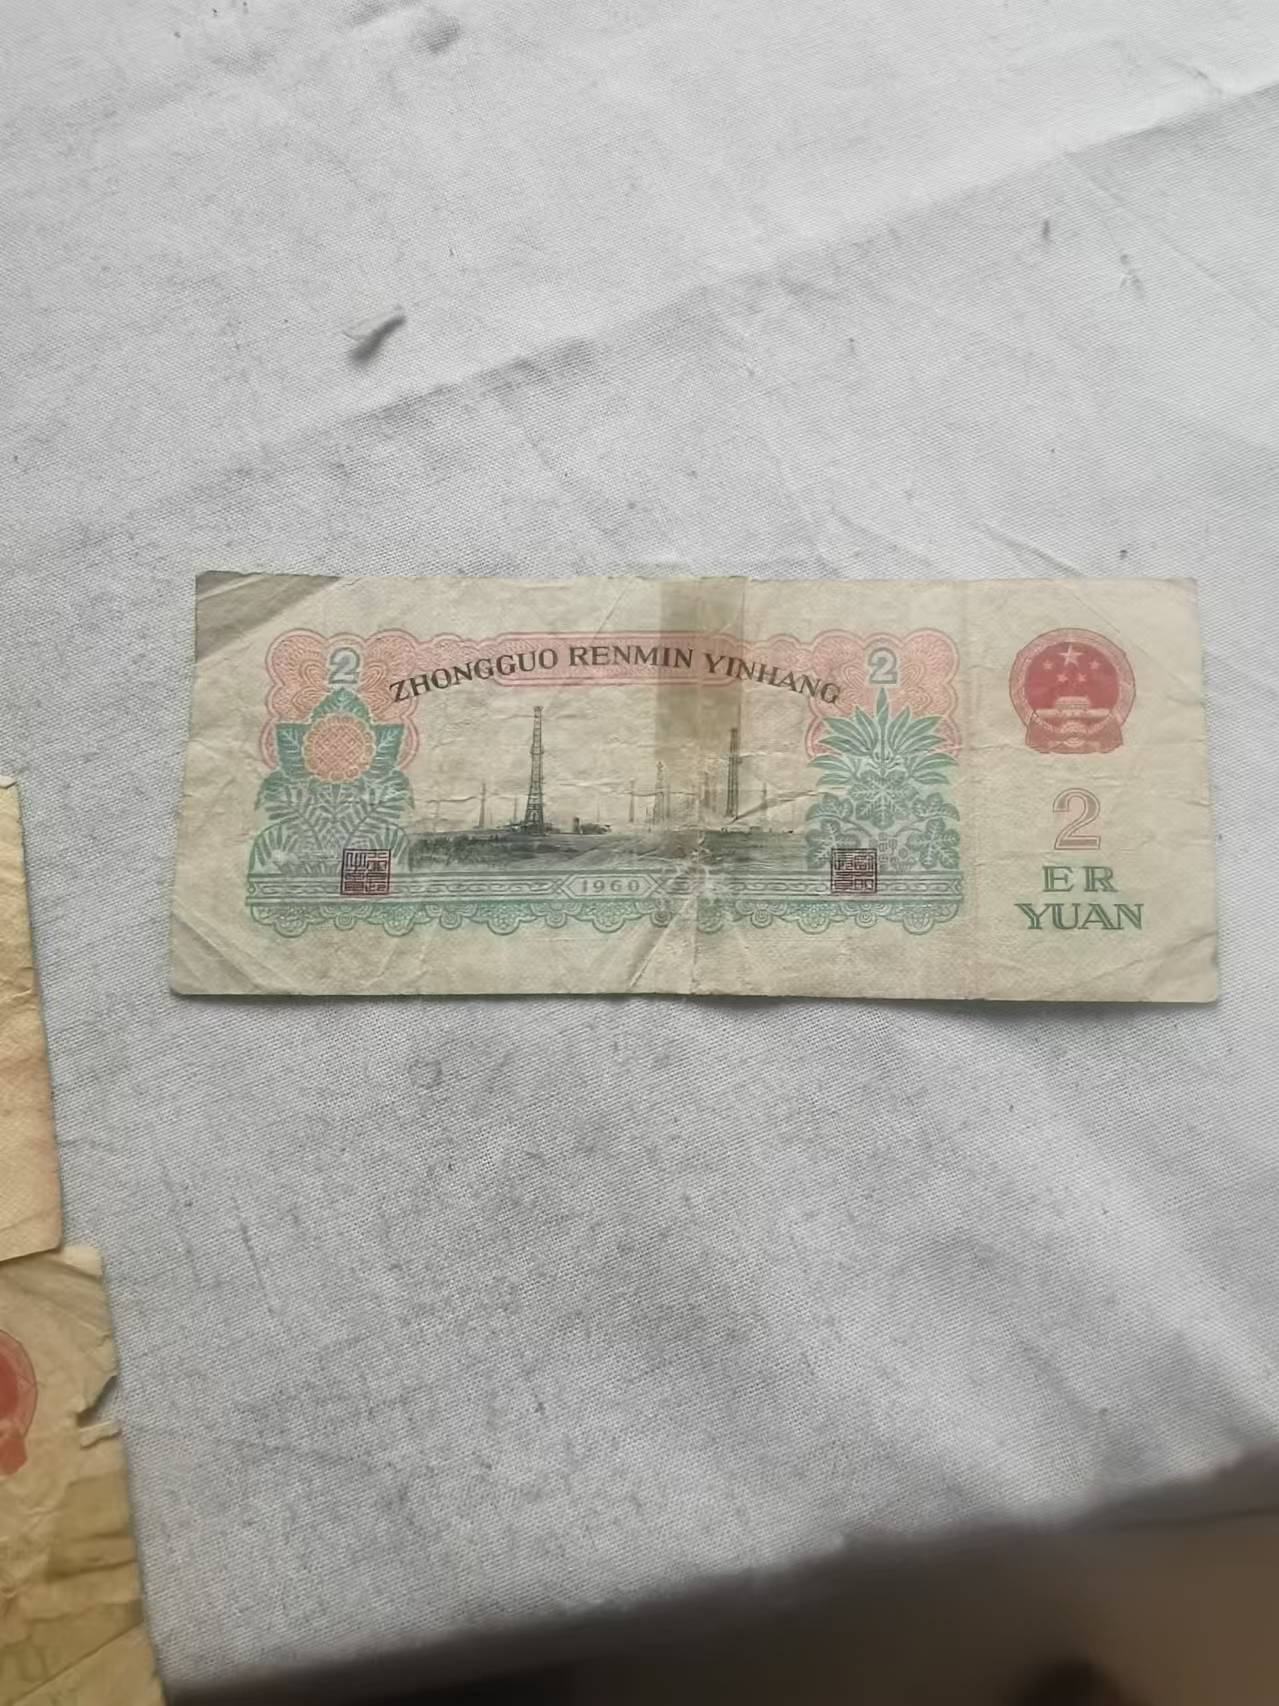 2
2
ZHONGGUO RENMIN YINHANG
1960
2
ER
YUAN